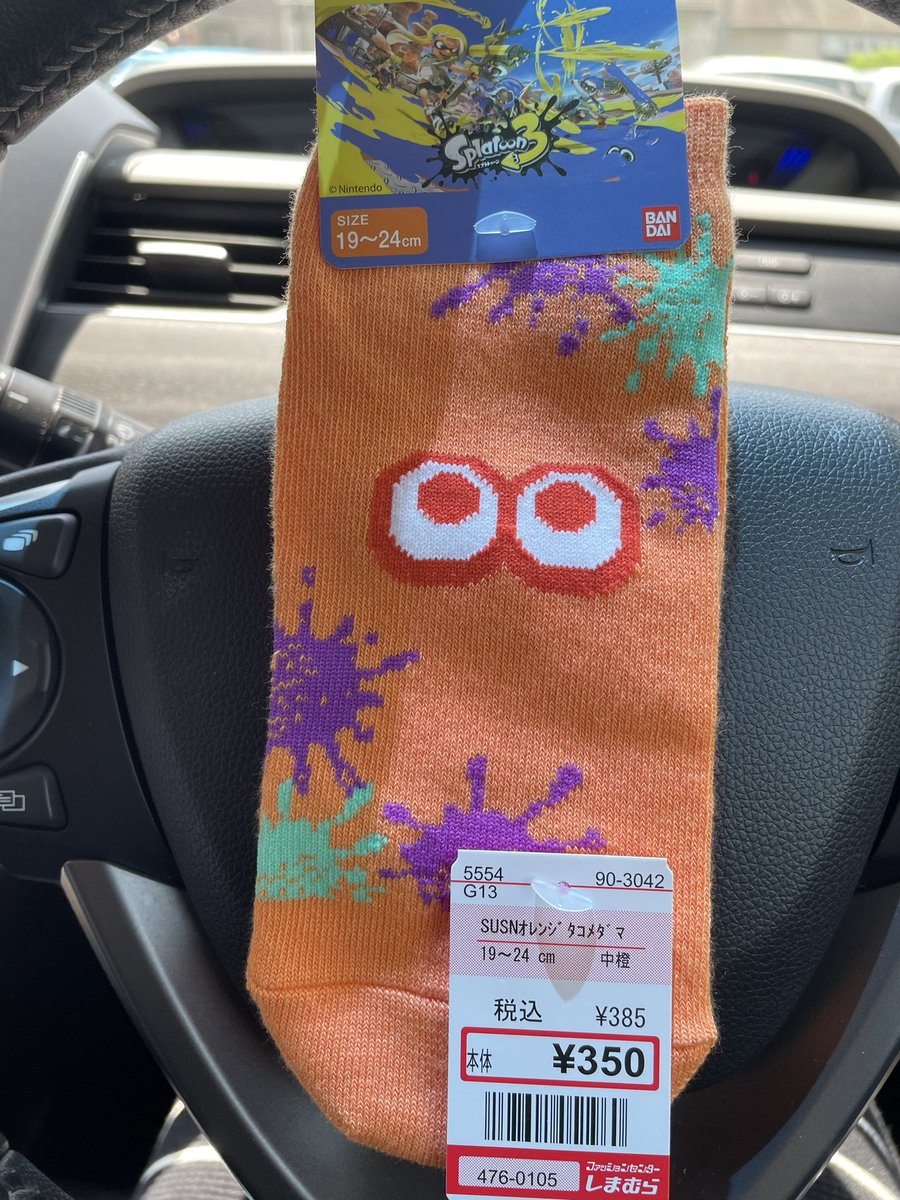 Splatoon 3
スプラトゥーン
© Nintendo
SIZE
19〜24cm
BAN
DAI
5554
90-3042
G13
SUSNオレンジタコメダマ
19〜24 cm 中橙
税込 ¥385
本体 ¥350
476-0105
ファッションセンター
しまむら